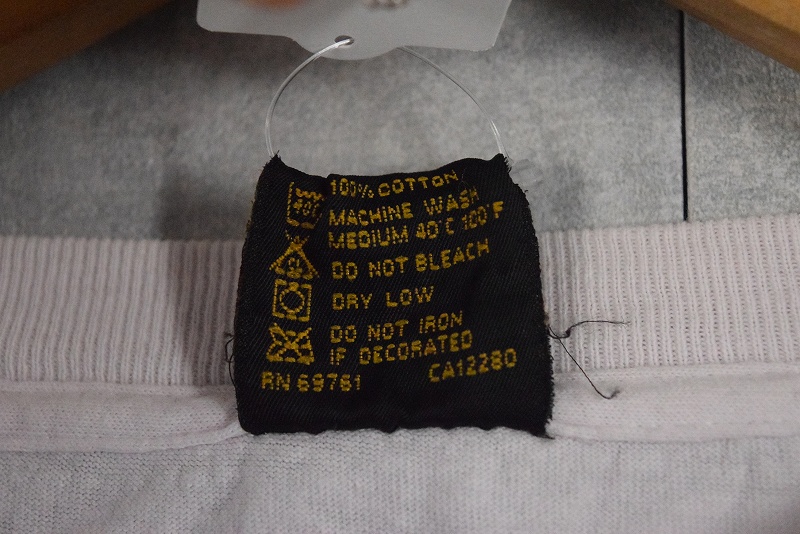 100% COTTON
40C
MACHINE WASH
MEDIUM 40°C 100°F
DO NOT BLEACH
DRY LOW
DO NOT IRON
IF DECORATED
RN 69761 CA12280